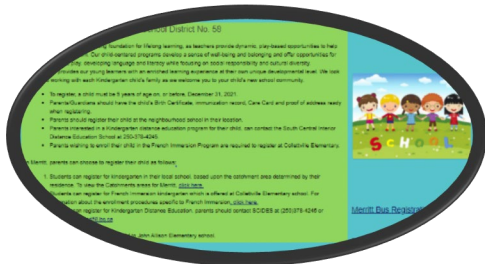 School District No. 58
foundation for lifelong learning, as teachers provide dynamic, play-based opportunities to help
Our child-centered programs develop a sense of well-being and belonging and offer opportunities for
play, developing language and literacy while focusing on social responsibility and cultural diversity.
provides our young learners with an enriched learning experience at their own unique developmental level. We look
working with each Kindergarten child's family as we welcome you to your child's new school community.
To register, a child must be 5 years of age on, or before, December 31, 2021.
Parents/Guardians should have the child's Birth Certificate, immunization record, Care Card and proof of address ready
when registering.
Parents should register their child at the neighbourhood school in their location.
Parents interested in a Kindergarten distance education program for their child, can contact the South Central Interior
Distance Education School at 250-378-4245.
Parents wishing to enrol their child in the French Immersion Program are required to register at Collettville Elementary.
Merritt, parents can choose to register their child as follows:
1. Students can register for kindergarten in their local school, based upon the catchment area determined by their
residence. To view the Catchments areas for Merritt, click here.
Students can register for French Immersion kindergarten which is offered at Collettville Elementary school. For
information about the enrollment procedures specific to French Immersion, click here.
can register for Kindergarten Distance Education, parents should contact SCIDES at (250)378-4245 or
John Allison Elementary school.
SCHOOL
Merritt Bus Registra